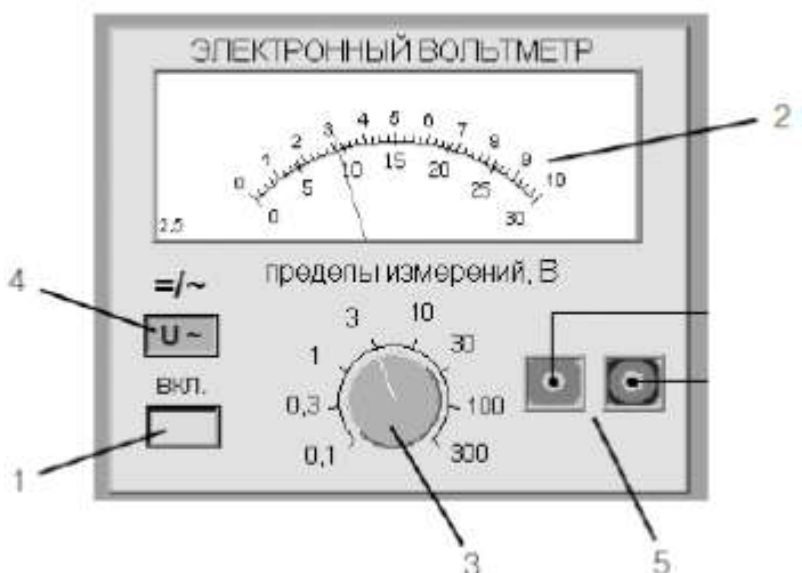 ЭЛЕКТРОННЫЙ ВОЛЬТМЕТР
0 1 2 3 4 5 6 7 8 9 10
0 5 10 15 20 25 30
2,5
2
=/~
пределы измерений, В
4
U ~
вкл.
1
0,1 0,3 1 3 10 30 100 300
3
5